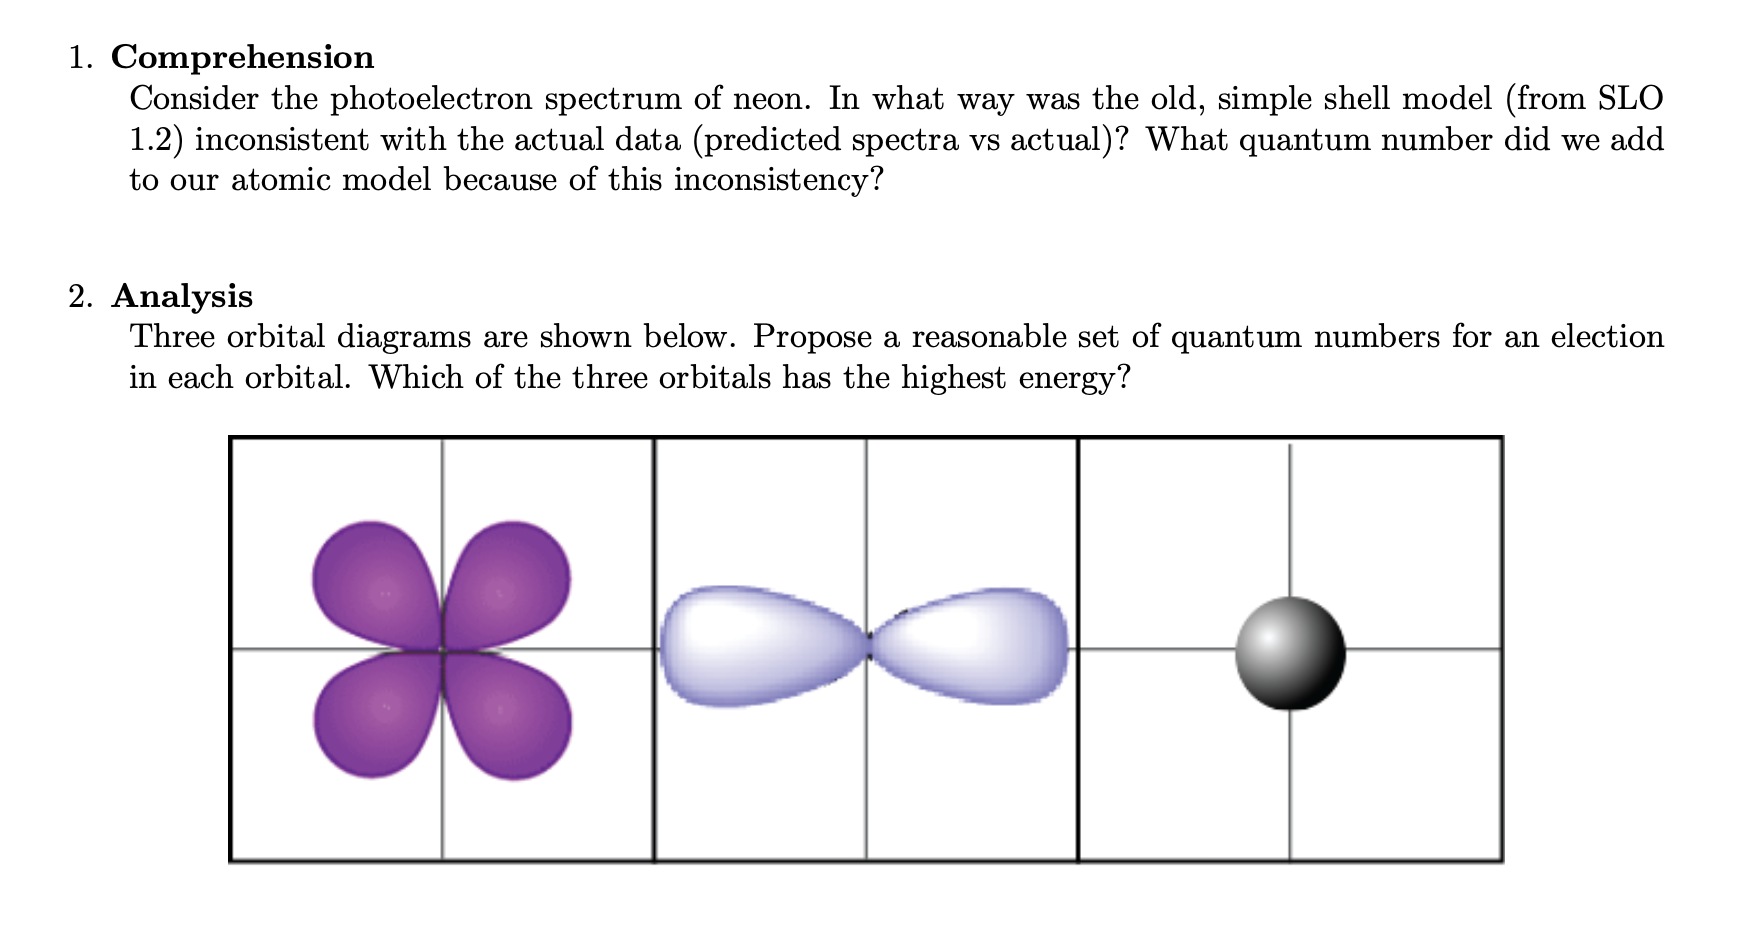 1. Comprehension
Consider the photoelectron spectrum of neon. In what way was the old, simple shell model (from SLO
1.2) inconsistent with the actual data (predicted spectra vs actual)? What quantum number did we add
to our atomic model because of this inconsistency?
2. Analysis
Three orbital diagrams are shown below. Propose a reasonable set of quantum numbers for an election
in each orbital. Which of the three orbitals has the highest energy?